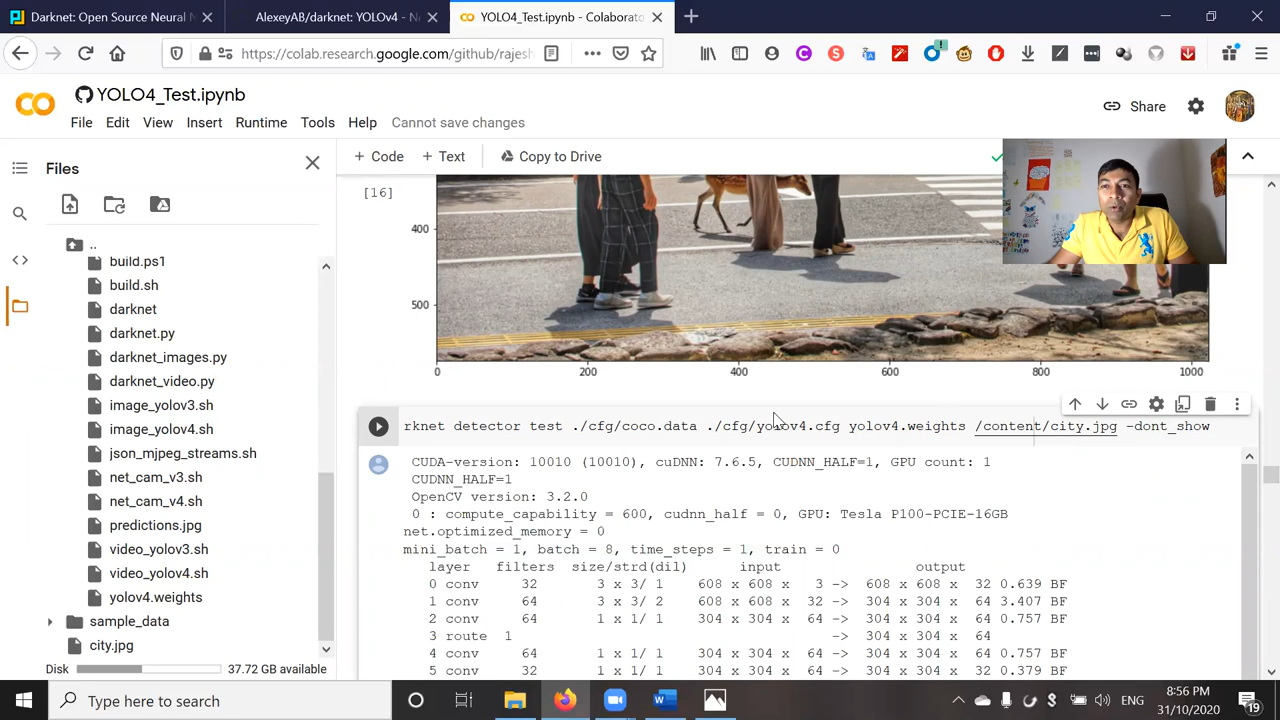 Darknet: Open Source Neural N
AlexeyAB/darknet: YOLOv4 - N
YOLO4_Test.ipynb - Colaborato
https://colab.research.google.com/github/rajesh
YOLO4_Test.ipynb
Share
File Edit View Insert Runtime Tools Help Cannot save changes
Files
+ Code + Text Copy to Drive
..
build.ps1
build.sh
darknet
darknet.py
darknet_images.py
darknet_video.py
image_yolov3.sh
image_yolov4.sh
json_mjpeg_streams.sh
net_cam_v3.sh
net_cam_v4.sh
predictions.jpg
video_yolov3.sh
video_yolov4.sh
yolov4.weights
sample_data
city.jpg
Disk 37.72 GB available
[16]
400
500
0 200 400 600 800 1000
rknet detector test ./cfg/coco.data ./cfg/yolov4.cfg yolov4.weights /content/city.jpg -dont_show
CUDA-version: 10010 (10010), cuDNN: 7.6.5, CUDNN_HALF=1, GPU count: 1
CUDNN_HALF=1
OpenCV version: 3.2.0
0 : compute_capability = 600, cudnn_half = 0, GPU: Tesla P100-PCIE-16GB
net.optimized_memory = 0
mini_batch = 1, batch = 8, time_steps = 1, train = 0
layer filters size/strd(dil) input output
0 conv 32 3 x 3/ 1 608 x 608 x 3 -> 608 x 608 x 32 0.639 BF
1 conv 64 3 x 3/ 2 608 x 608 x 32 -> 304 x 304 x 64 3.407 BF
2 conv 64 1 x 1/ 1 304 x 304 x 64 -> 304 x 304 x 64 0.757 BF
3 route 1 -> 304 x 304 x 64
4 conv 64 1 x 1/ 1 304 x 304 x 64 -> 304 x 304 x 64 0.757 BF
5 conv 32 1 x 1/ 1 304 x 304 x 64 -> 304 x 304 x 32 0.379 BF
Type here to search
ENG
8:56 PM
31/10/2020
19